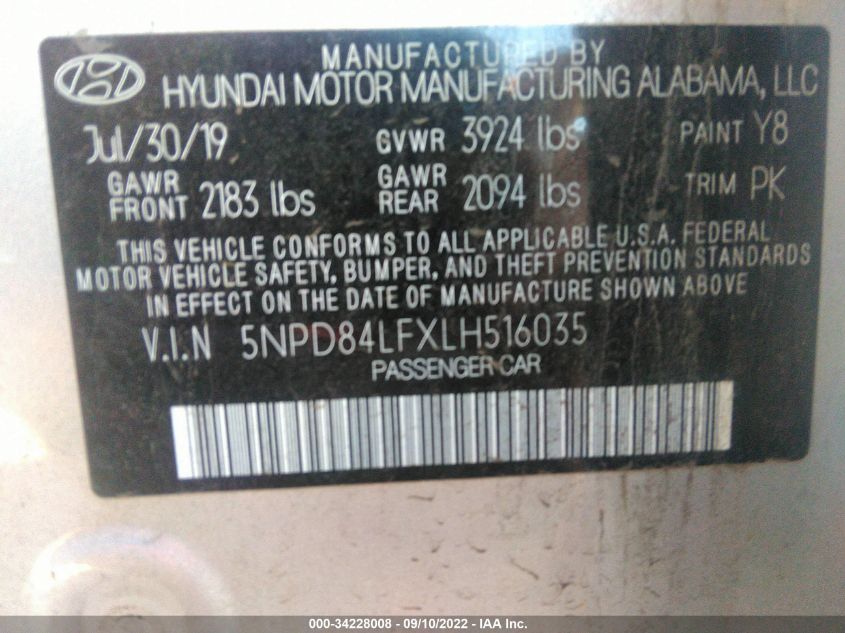 MANUFACTURED BY
HYUNDAI MOTOR MANUFACTURING ALABAMA, LLC
Jul/30/19 GVWR 3924 lbs PAINT Y8
GAWR FRONT 2183 lbs GAWR REAR 2094 lbs TRIM PK
THIS VEHICLE CONFORMS TO ALL APPLICABLE U.S.A. FEDERAL
MOTOR VEHICLE SAFETY, BUMPER, AND THEFT PREVENTION STANDARDS
IN EFFECT ON THE DATE OF MANUFACTURE SHOWN ABOVE
V.I.N 5NPD84LFXLH516035
PASSENGER CAR
000-34228008 - 09/10/2022 - IAA Inc.